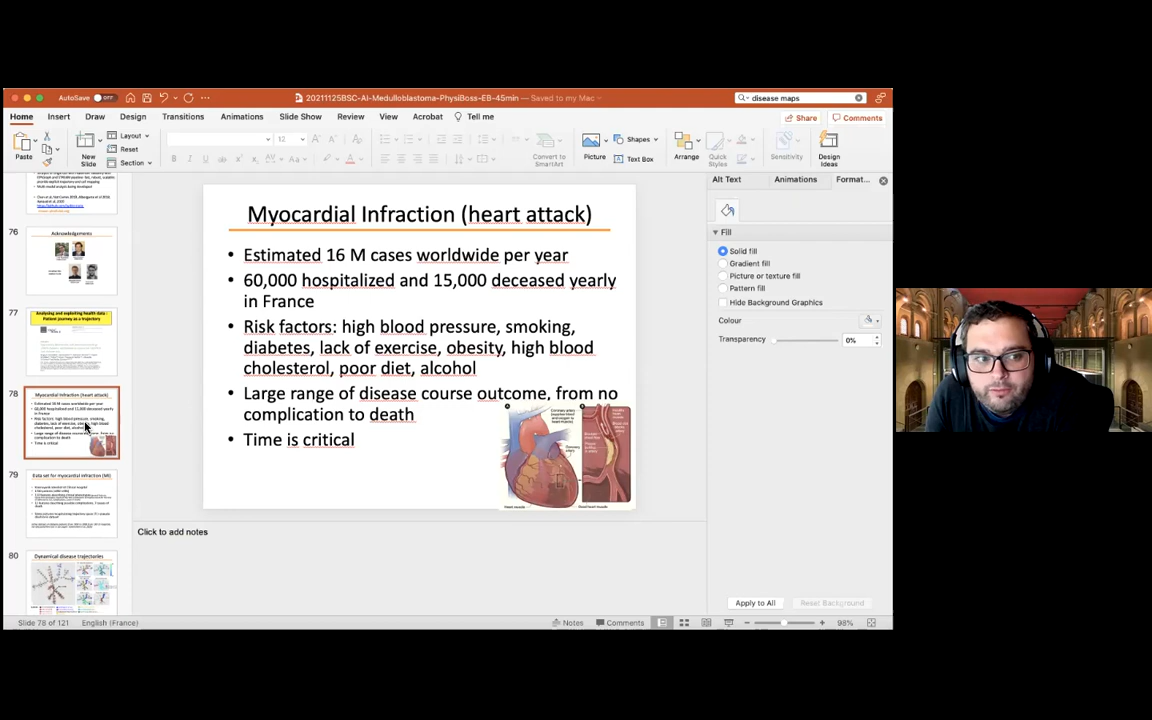 AutoSave OFF
20211125BSC-AI-Medulloblastoma-PhysiBoss-EB-45min — Saved to my Mac
disease maps
Home Insert Draw Design Transitions Animations Slide Show Review View Acrobat Tell me
Share Comments
Paste
New
Slide
Layout
Reset
Section
12
Convert to
SmartArt
Picture
Shapes
Text Box
Arrange
Quick
Styles
Sensitivity
Design
Ideas
76
Acknowledgements
77
Analysing and exploiting health data :
Patient journey as a trajectory
78
Myocardial Infraction (heart attack)
79
Data set for myocardial infraction (MI)
80
Dynamical disease trajectories
Myocardial Infraction (heart attack)
• Estimated 16 M cases worldwide per year
• 60,000 hospitalized and 15,000 deceased yearly
in France
• Risk factors: high blood pressure, smoking,
diabetes, lack of exercise, obesity, high blood
cholesterol, poor diet, alcohol
• Large range of disease course outcome, from no
complication to death
• Time is critical
Click to add notes
Alt Text Animations Format...
Fill
Solid fill
Gradient fill
Picture or texture fill
Pattern fill
Hide Background Graphics
Colour
Transparency 0%
Apply to All Reset Background
Slide 78 of 121 English (France)
Notes Comments 98%